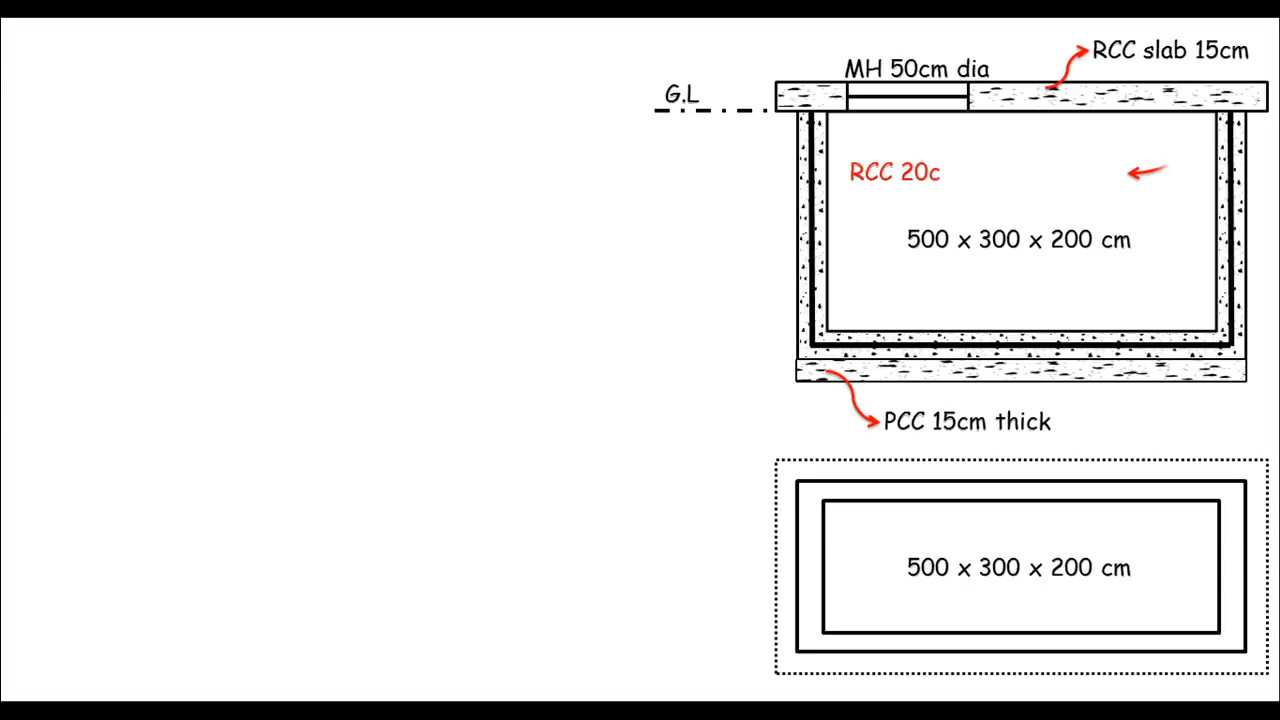 RCC slab 15cm
MH 50cm dia
G.L
RCC 20c
500 x 300 x 200 cm
PCC 15cm thick
500 x 300 x 200 cm